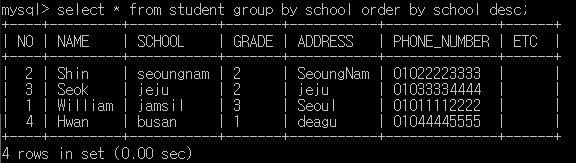 mysql> select * from student group by school order by school desc;
+----+---------+-----------+-------+-----------+--------------+------+
| NO | NAME | SCHOOL | GRADE | ADDRESS | PHONE_NUMBER | ETC |
+----+---------+-----------+-------+-----------+--------------+------+
| 2 | Shin | seoungnam | 2 | SeoungNam | 01022223333 | |
| 3 | Seok | jeju | 2 | jeju | 01033334444 | |
| 1 | William | jamsil | 3 | Seoul | 01011112222 | |
| 4 | Hwan | busan | 1 | deagu | 01044445555 | |
+----+---------+-----------+-------+-----------+--------------+------+
4 rows in set (0.00 sec)